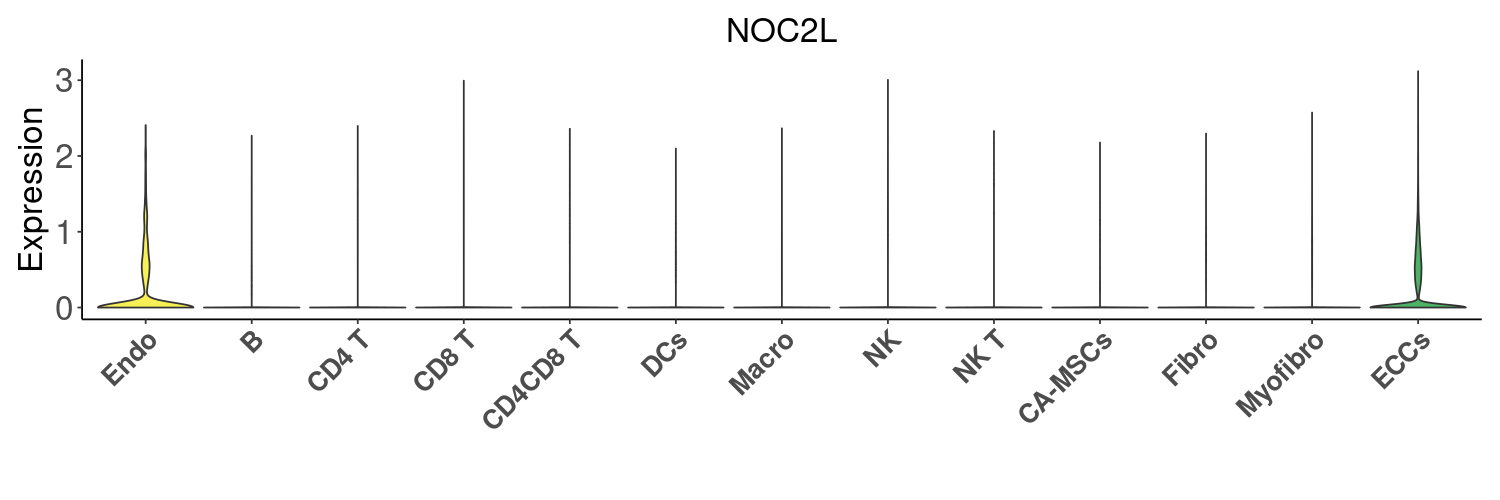 NOC2L
Expression
3
2
1
0
Endo
B
CD4 T
CD8 T
CD4CD8 T
DCs
Macro
NK
NK T
CA-MSCs
Fibro
Myofibro
ECCs